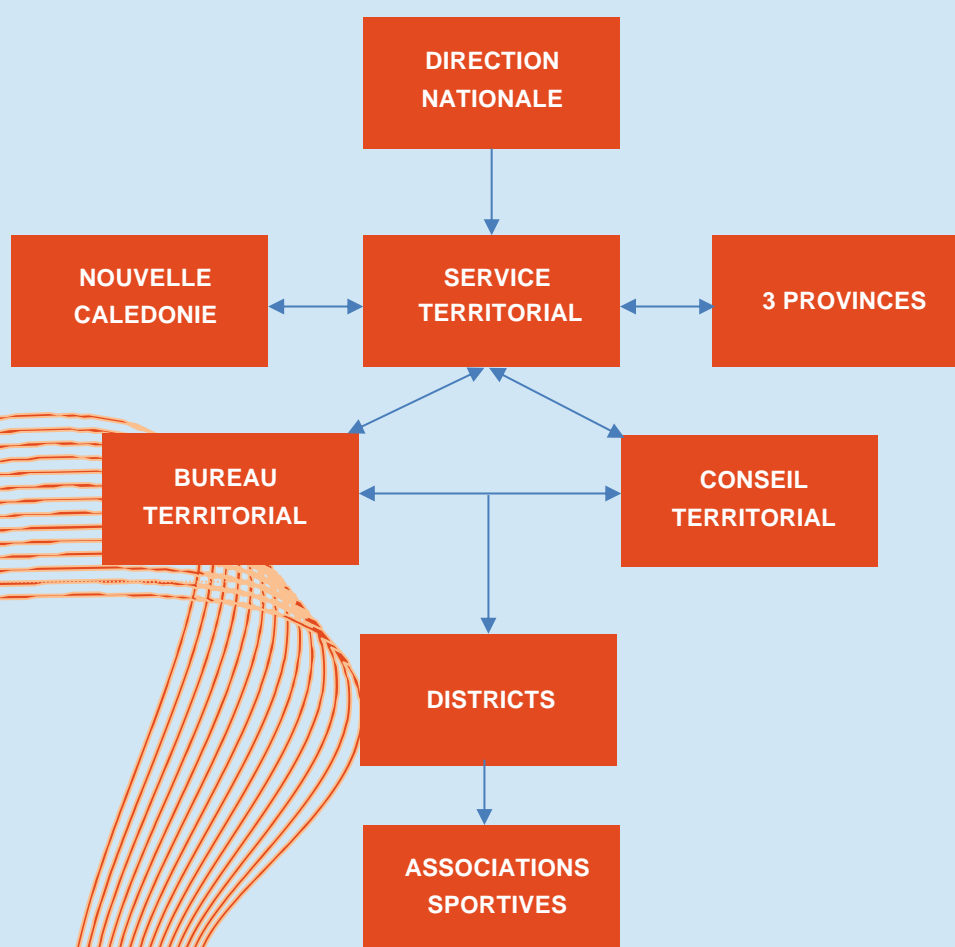 DIRECTION
NATIONALE
NOUVELLE
CALEDONIE
SERVICE
TERRITORIAL
3 PROVINCES
BUREAU
TERRITORIAL
CONSEIL
TERRITORIAL
DISTRICTS
ASSOCIATIONS
SPORTIVES